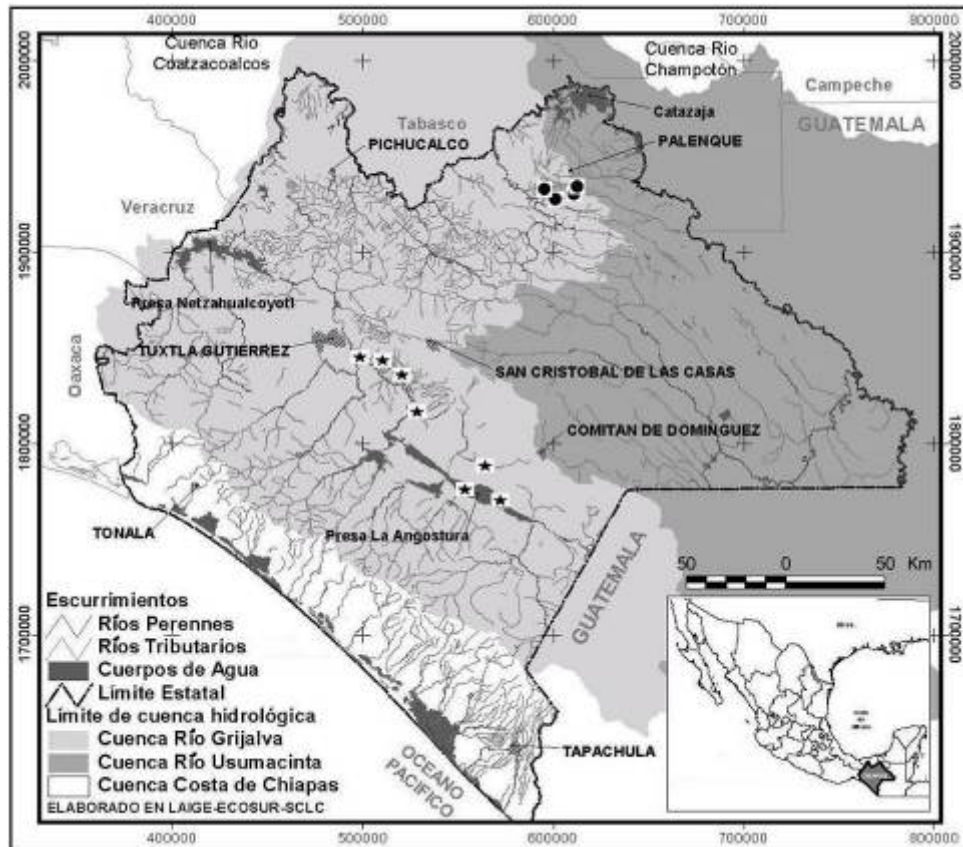 400000 500000 600000 700000 800000
2000000
1900000
1800000
1700000
2000000
1900000
1800000
1700000
Cuenca Río
Coatzacoalcos
Cuenca Río
Champotón
Campeche
GUATEMALA
Catazaja
Tabasco
PALENQUE
PICHUCALCO
Veracruz
Presa Netzahualcoyotl
TUXTLA GUTIERREZ
Oaxaca
SAN CRISTOBAL DE LAS CASAS
COMITAN DE DOMINGUEZ
TONALA
Presa La Angostura
GUATEMALA
50 0 50 Km
Escurrimientos
Ríos Perennes
Ríos Tributarios
Cuerpos de Agua
Límite Estatal
Límite de cuenca hidrológica
Cuenca Río Grijalva
Cuenca Río Usumacinta
Cuenca Costa de Chiapas
ELABORADO EN LAIGE-ECOSUR-SCLC
TAPACHULA
OCEANO
PACIFICO
400000 500000 600000 700000 800000